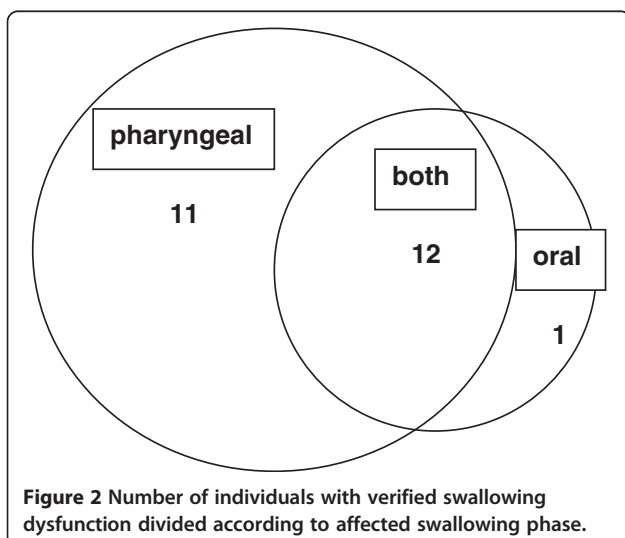 pharyngeal
both
11
12
oral
1
Figure 2 Number of individuals with verified swallowing
dysfunction divided according to affected swallowing phase.